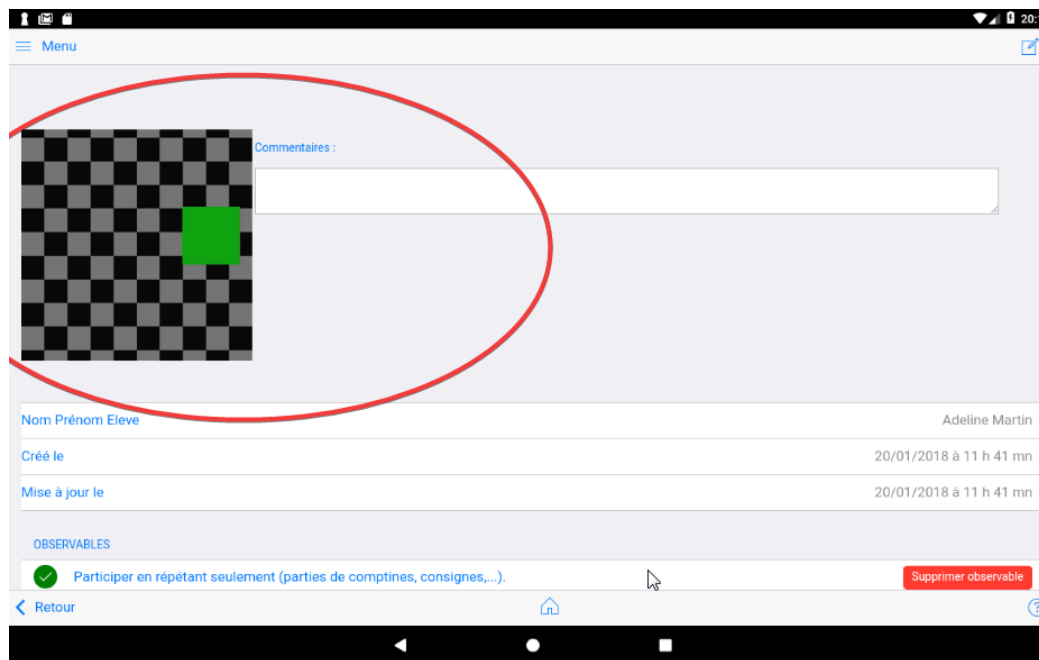 20:
Menu
Commentaires :
Nom Prénom Eleve
Adeline Martin
Créé le
20/01/2018 à 11 h 41 mn
Mise à jour le
20/01/2018 à 11 h 41 mn
OBSERVABLES
Participer en répétant seulement (parties de comptines, consignes,...).
Supprimer observable
Retour
?